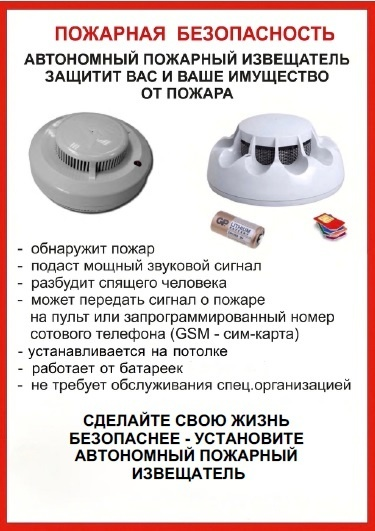 ПОЖАРНАЯ БЕЗОПАСНОСТЬ
АВТОНОМНЫЙ ПОЖАРНЫЙ ИЗВЕЩАТЕЛЬ
ЗАЩИТИТ ВАС И ВАШЕ ИМУЩЕСТВО
ОТ ПОЖАРА
GP
LITHIUM
- обнаружит пожар
- подаст мощный звуковой сигнал
- разбудит спящего человека
- может передать сигнал о пожаре
на пульт или запрограммированный номер
сотового телефона (GSM - сим-карта)
- устанавливается на потолке
- работает от батареек
- не требует обслуживания спец.организацией
СДЕЛАЙТЕ СВОЮ ЖИЗНЬ
БЕЗОПАСНЕЕ - УСТАНОВИТЕ
АВТОНОМНЫЙ ПОЖАРНЫЙ
ИЗВЕЩАТЕЛЬ